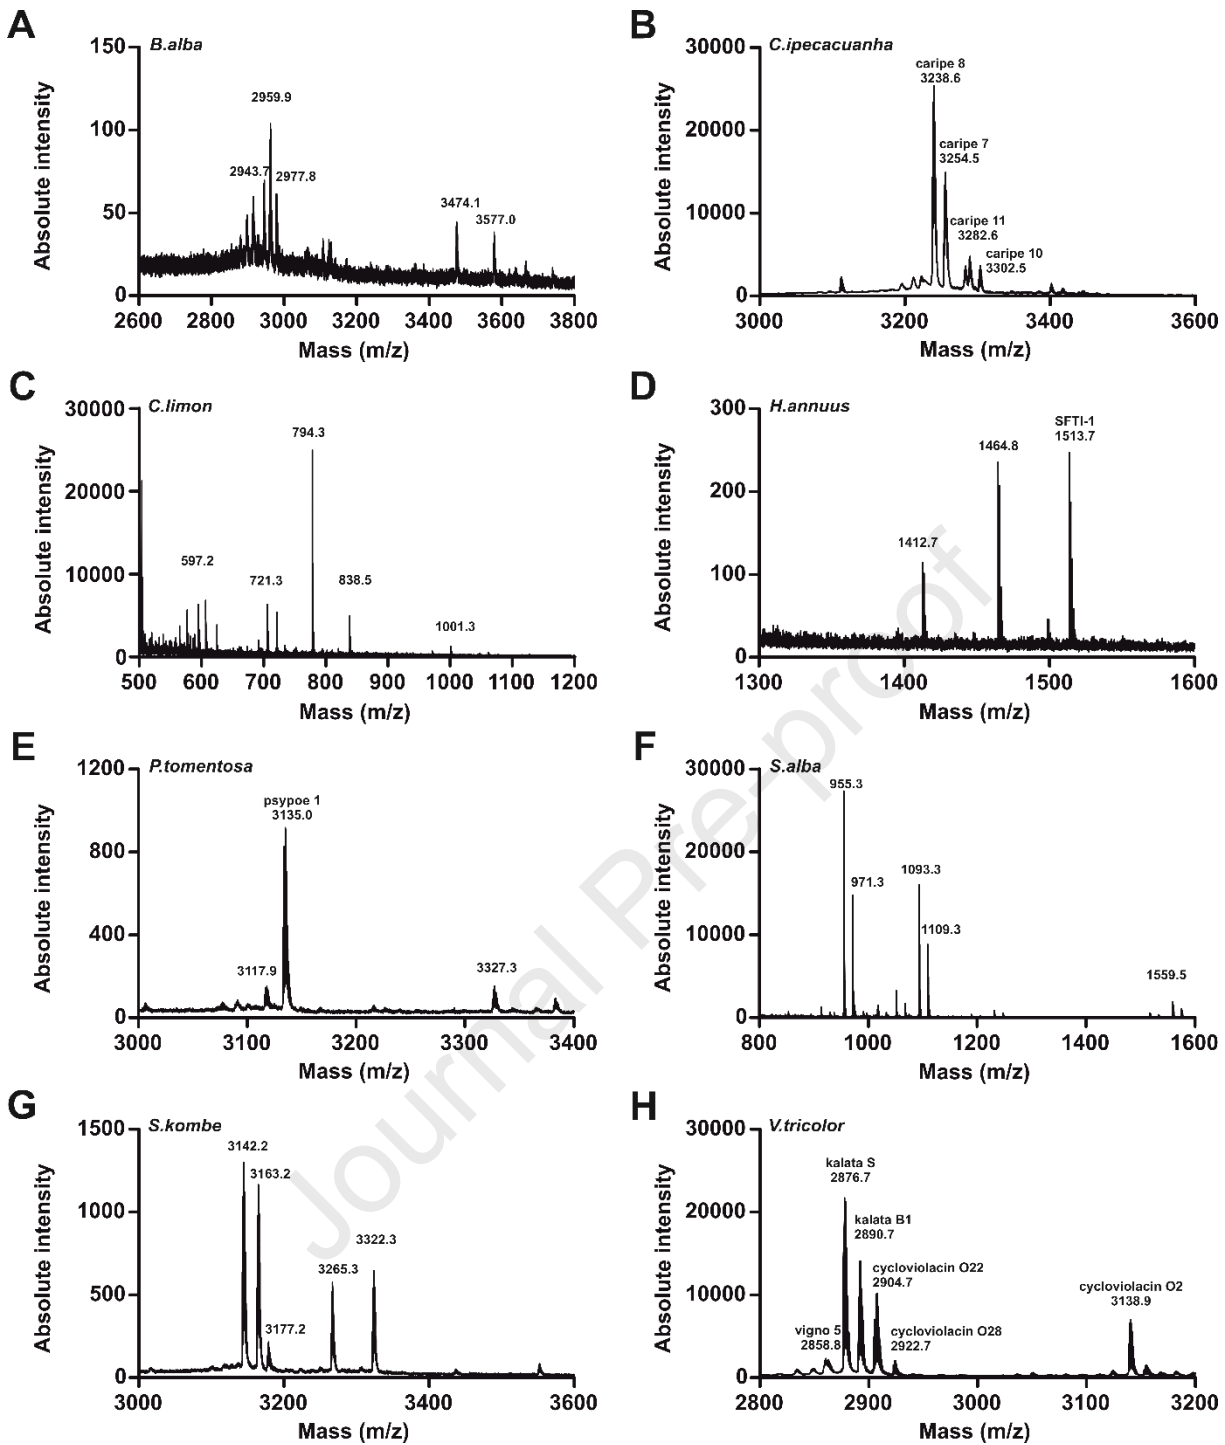 A
B.alba
Absolute intensity
150
100
50
0
2959.9
2943.7
2977.8
3474.1
3577.0
2600 2800 3000 3200 3400 3600 3800
Mass (m/z)
B
C.ipecacuanha
Absolute intensity
30000
20000
10000
0
caripe 8
3238.6
caripe 7
3254.5
caripe 11
3282.6
caripe 10
3302.5
3000 3200 3400 3600
Mass (m/z)
C
C.limon
Absolute intensity
30000
20000
10000
0
794.3
597.2
721.3
838.5
1001.3
500 600 700 800 900 1000 1100 1200
Mass (m/z)
D
H.annuus
Absolute intensity
300
200
100
0
SFTI-1
1513.7
1464.8
1412.7
1300 1400 1500 1600
Mass (m/z)
E
P.tomentosa
Absolute intensity
1200
800
400
0
psypoe 1
3135.0
3117.9
3327.3
3000 3100 3200 3300 3400
Mass (m/z)
F
S.alba
Absolute intensity
30000
20000
10000
0
955.3
971.3
1093.3
1109.3
1559.5
800 1000 1200 1400 1600
Mass (m/z)
G
S.kombe
Absolute intensity
1500
1000
500
0
3142.2
3163.2
3177.2
3265.3
3322.3
3000 3200 3400 3600
Mass (m/z)
H
V.tricolor
Absolute intensity
30000
20000
10000
0
kalata S
2876.7
kalata B1
2890.7
cycloviolacin O22
2904.7
vigno 5
2858.8
cycloviolacin O28
2922.7
cycloviolacin O2
3138.9
2800 2900 3000 3100 3200
Mass (m/z)
Journal Pre-proof